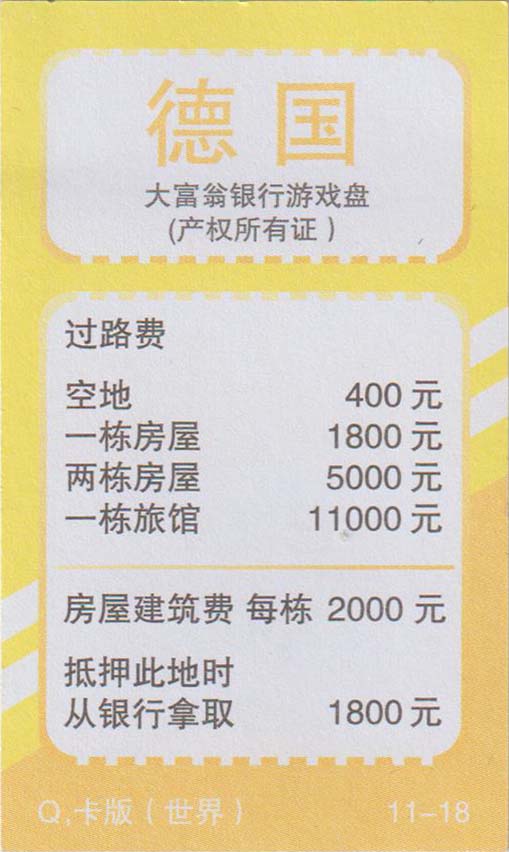 德国
大富翁银行游戏盘
(产权所有证)
过路费
空地 400 元
一栋房屋 1800 元
两栋房屋 5000 元
一栋旅馆 11000 元
房屋建筑费 每栋 2000 元
抵押此地时
从银行拿取 1800 元
Q,卡版(世界) 11-18